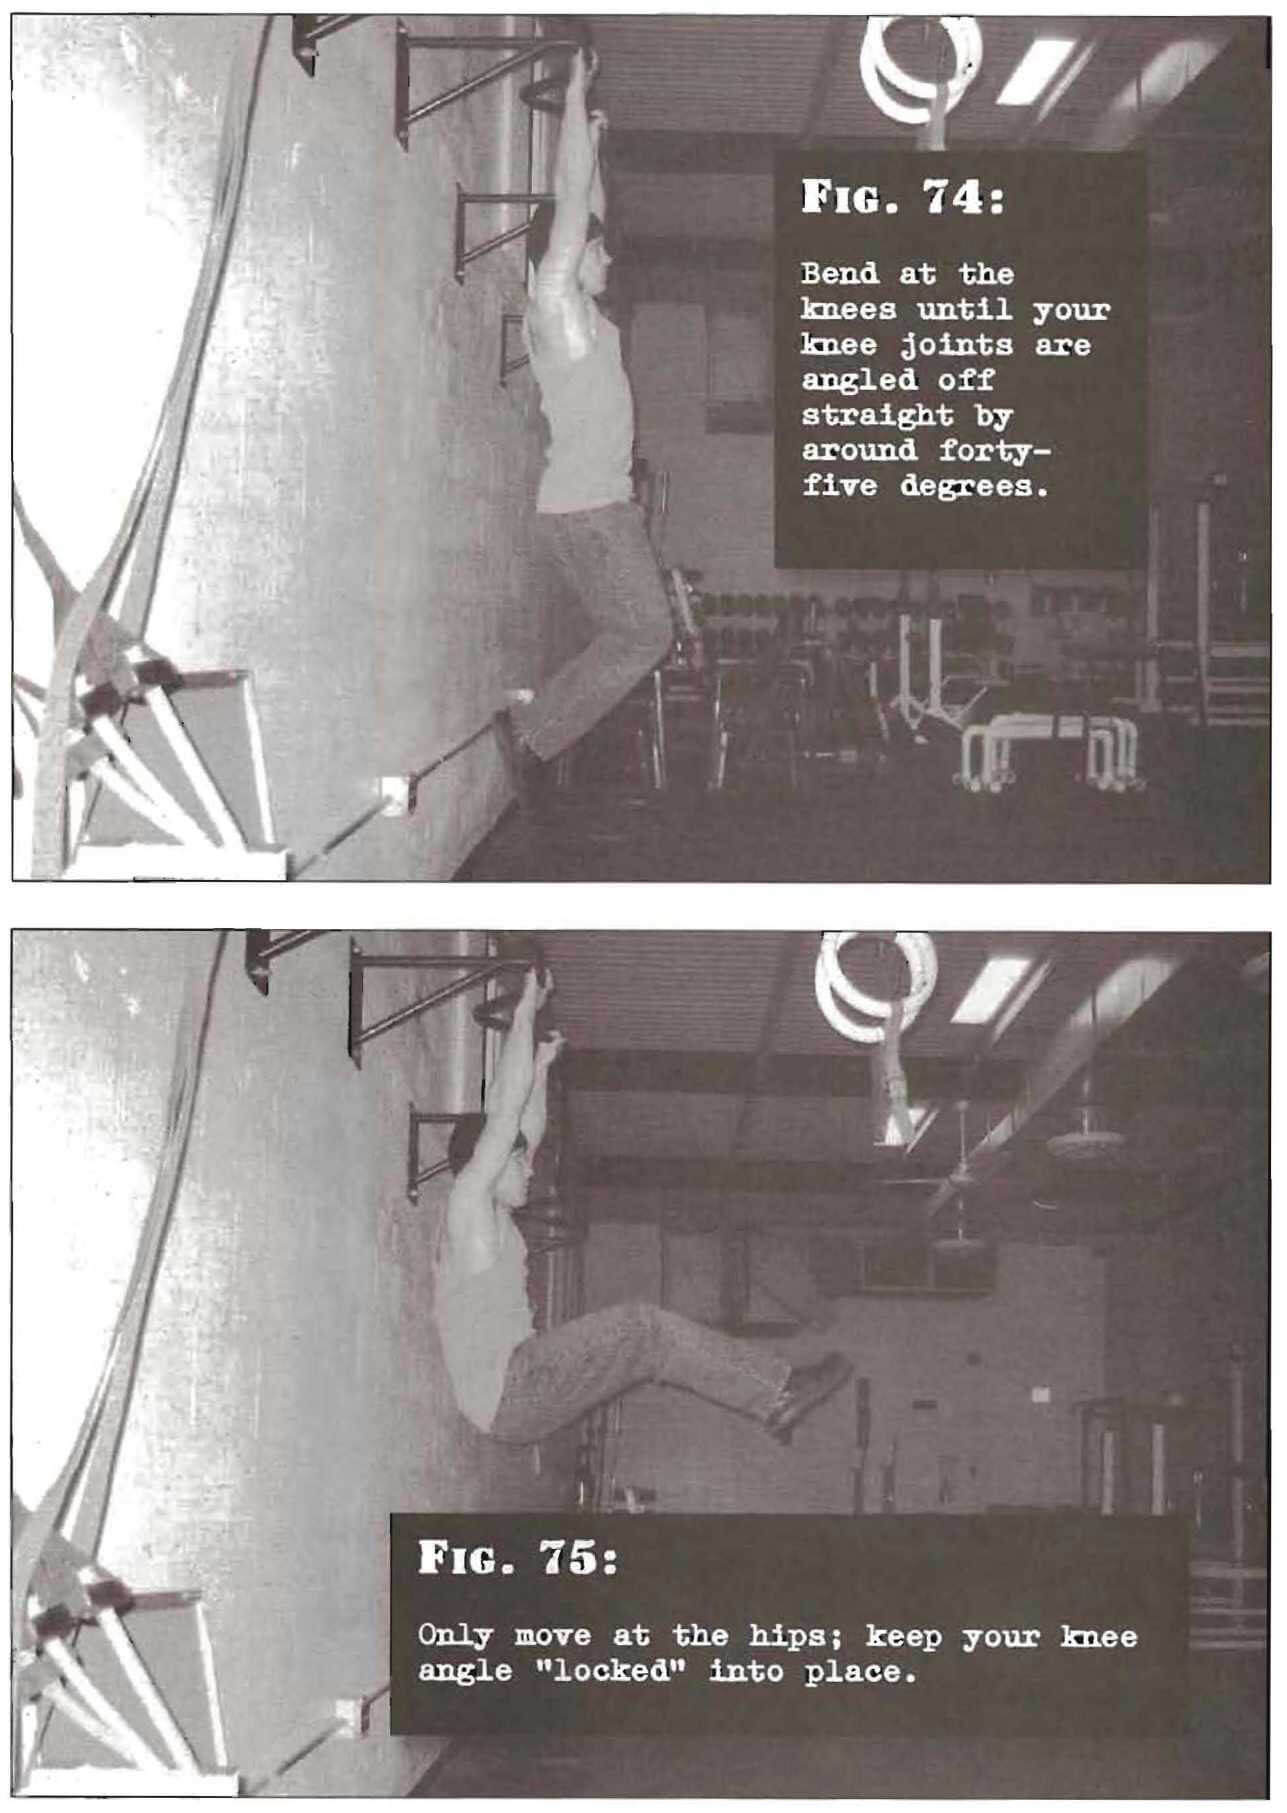 FIG. 74:
Bend at the
knees until your
knee joints are
angled off
straight by
around forty-
five degrees.
FIG. 75:
Only move at the hips; keep your knee
angle "locked" into place.